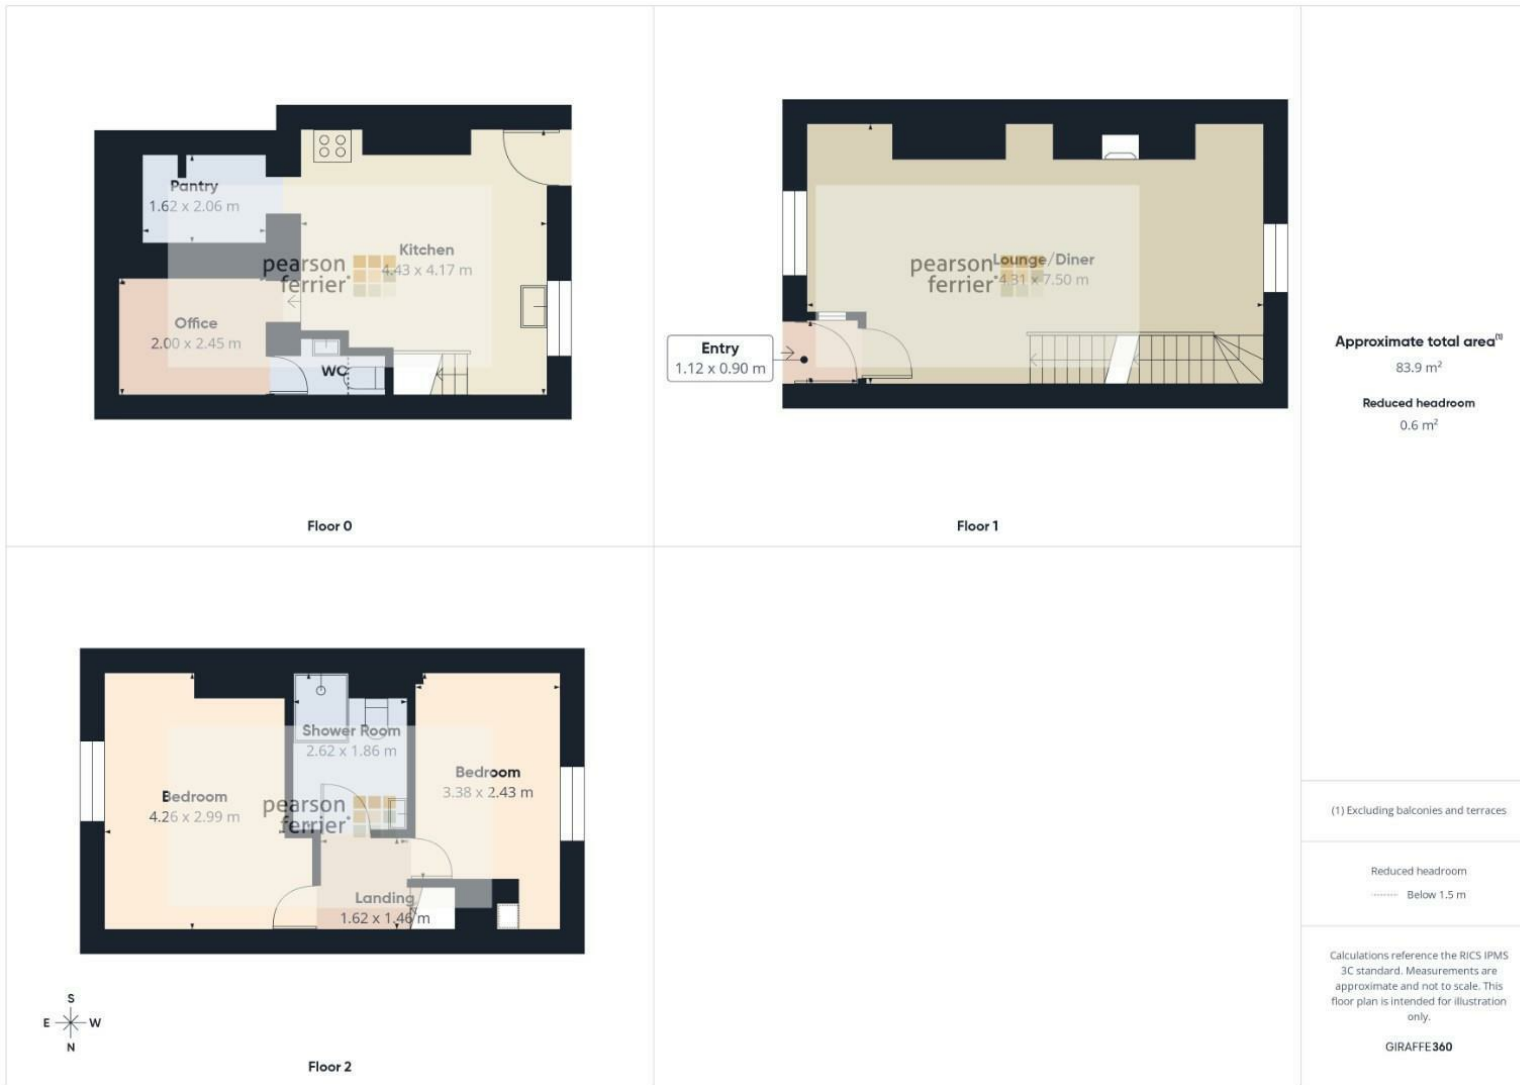 Pantry
1.62 x 2.06 m
Kitchen
4.43 x 4.17 m
pearson
ferrier
Office
2.00 x 2.45 m
WC
Floor 0
Lounge/Diner
4.31 x 7.50 m
pearson
ferrier
Entry
1.12 x 0.90 m
Floor 1
Approximate total area(1)
83.9 m²
Reduced headroom
0.6 m²
Shower Room
2.62 x 1.86 m
Bedroom
3.38 x 2.43 m
Bedroom
4.26 x 2.99 m
pearson
ferrier
Landing
1.62 x 1.46 m
S
E W
N
Floor 2
(1) Excluding balconies and terraces
Reduced headroom
Below 1.5 m
Calculations reference the RICS IPMS
3C standard. Measurements are
approximate and not to scale. This
floor plan is intended for illustration
only.
GIRAFFE360